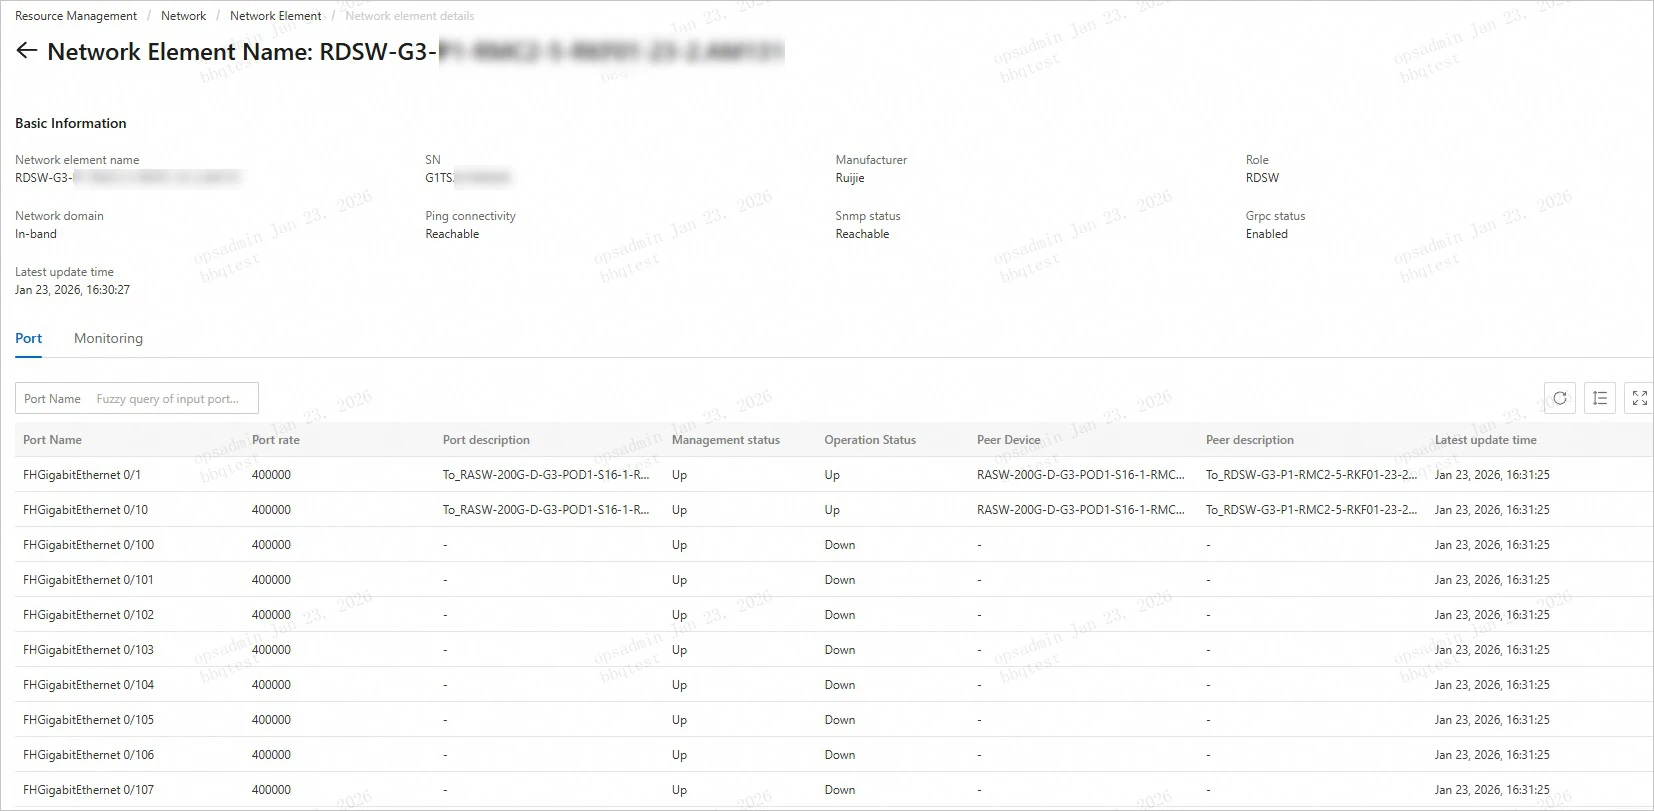 Resource Management / Network / Network Element / Network element details
← Network Element Name: RDSW-G3-
Basic Information
Network element name SN Manufacturer Role
RDSW-G3- G1TS Ruijie RDSW
Network domain Ping connectivity Snmp status Grpc status
In-band Reachable Reachable Enabled
Latest update time
Jan 23, 2026, 16:30:27
Port Monitoring
Port Name Fuzzy query of input port...
Port Name Port rate Port description Management status Operation Status Peer Device Peer description Latest update time
FHGigabitEthernet 0/1 400000 To_RASW-200G-D-G3-POD1-S16-1-R... Up Up RASW-200G-D-G3-POD1-S16-1-RMC... To_RDSW-G3-P1-RMC2-5-RKF01-23-2... Jan 23, 2026, 16:31:25
FHGigabitEthernet 0/10 400000 To_RASW-200G-D-G3-POD1-S16-1-R... Up Up RASW-200G-D-G3-POD1-S16-1-RMC... To_RDSW-G3-P1-RMC2-5-RKF01-23-2... Jan 23, 2026, 16:31:25
FHGigabitEthernet 0/100 400000 - Up Down - - Jan 23, 2026, 16:31:25
FHGigabitEthernet 0/101 400000 - Up Down - - Jan 23, 2026, 16:31:25
FHGigabitEthernet 0/102 400000 - Up Down - - Jan 23, 2026, 16:31:25
FHGigabitEthernet 0/103 400000 - Up Down - - Jan 23, 2026, 16:31:25
FHGigabitEthernet 0/104 400000 - Up Down - - Jan 23, 2026, 16:31:25
FHGigabitEthernet 0/105 400000 - Up Down - - Jan 23, 2026, 16:31:25
FHGigabitEthernet 0/106 400000 - Up Down - - Jan 23, 2026, 16:31:25
FHGigabitEthernet 0/107 400000 - Up Down - - Jan 23, 2026, 16:31:25
opsadmin Jan 23, 2026
bbqtest